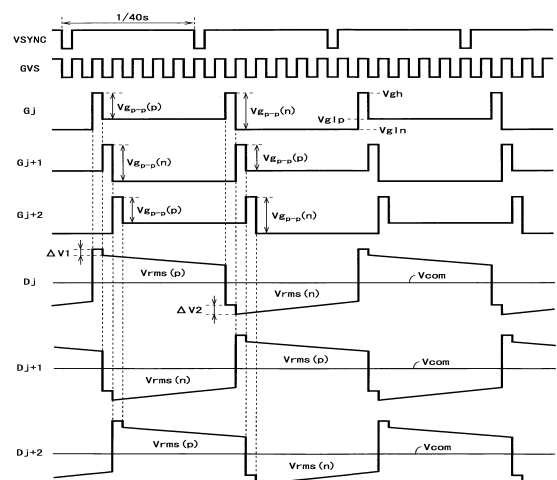 1/40s
VSYNC
GVS
Gj
Vgp-p(p)
Vgp-p(n)
Vgh
Vglp
Vgln
Gj+1
Vgp-p(n)
Vgp-p(p)
Gj+2
Vgp-p(p)
Vgp-p(n)
ΔV1
Dj
Vrms(p)
Vcom
ΔV2
Vrms(n)
Dj+1
Vrms(p)
Vcom
Vrms(n)
Dj+2
Vrms(p)
Vcom
Vrms(n)